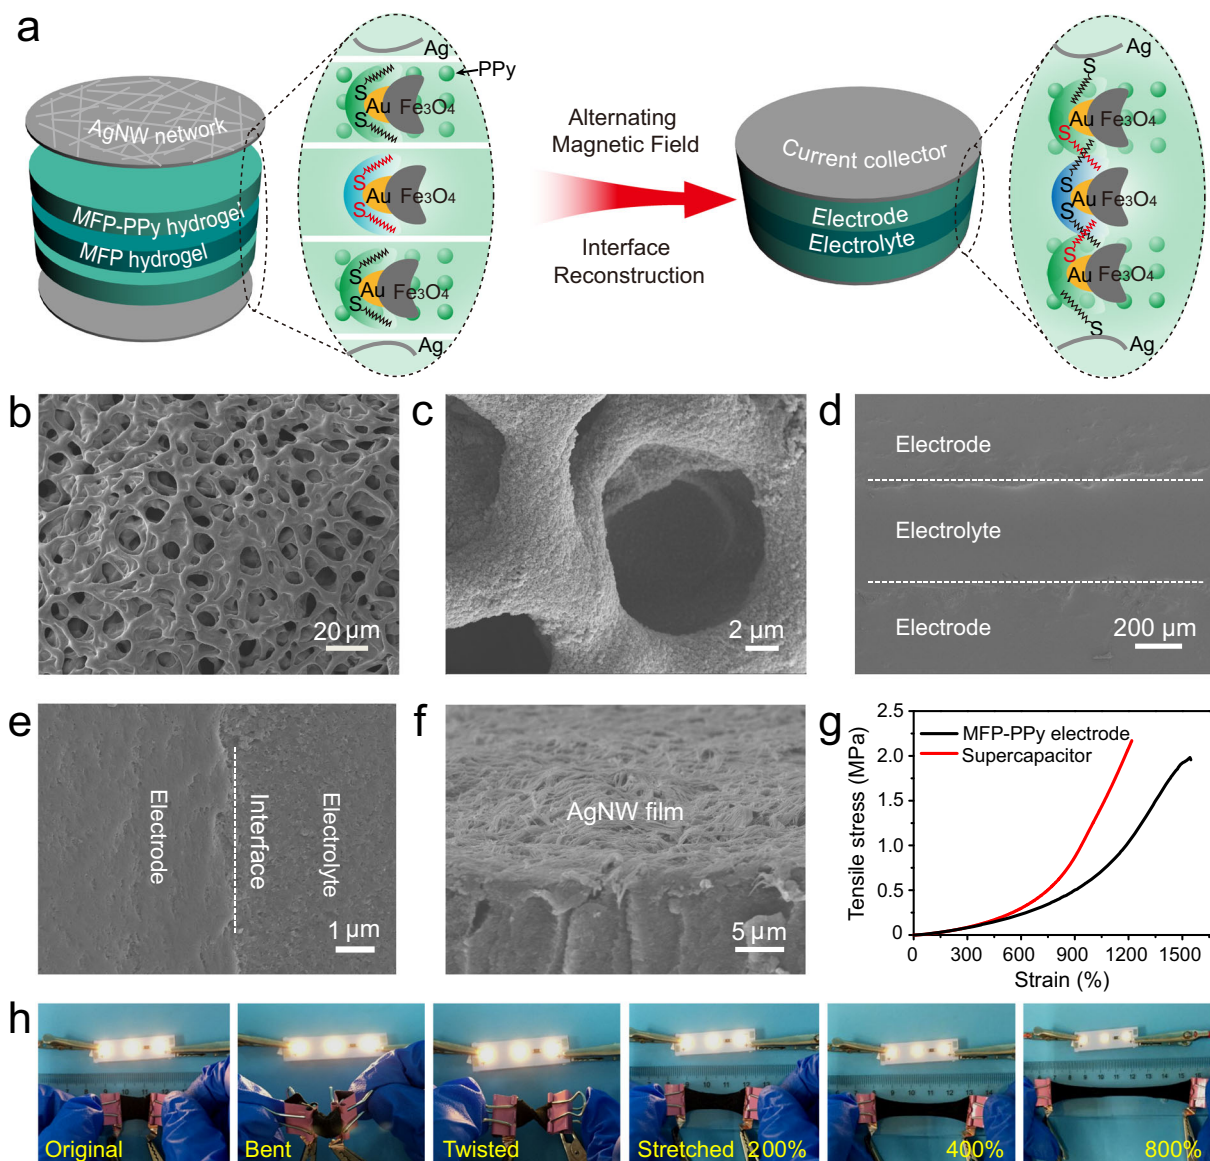 a
AgNW network
MFP-PPy hydrogel
MFP hydrogel
Ag
PPy
S
Au Fe₃O₄
S
S
Au Fe₃O₄
S
S
Au Fe₃O₄
S
Ag
Alternating
Magnetic Field
Interface
Reconstruction
Current collector
Electrode
Electrolyte
Ag
S
Au Fe₃O₄
S
S
Au Fe₃O₄
S
S
Au Fe₃O₄
S
Ag
b
20 μm
c
2 μm
d
Electrode
Electrolyte
Electrode
200 μm
e
Electrode
Interface
Electrolyte
1 μm
f
AgNW film
5 μm
g
MFP-PPy electrode
Supercapacitor
Tensile stress (MPa)
2.5
2.0
1.5
1.0
0.5
0
0 300 600 900 1200 1500
Strain (%)
h
Original
Bent
Twisted
Stretched 200%
400%
800%